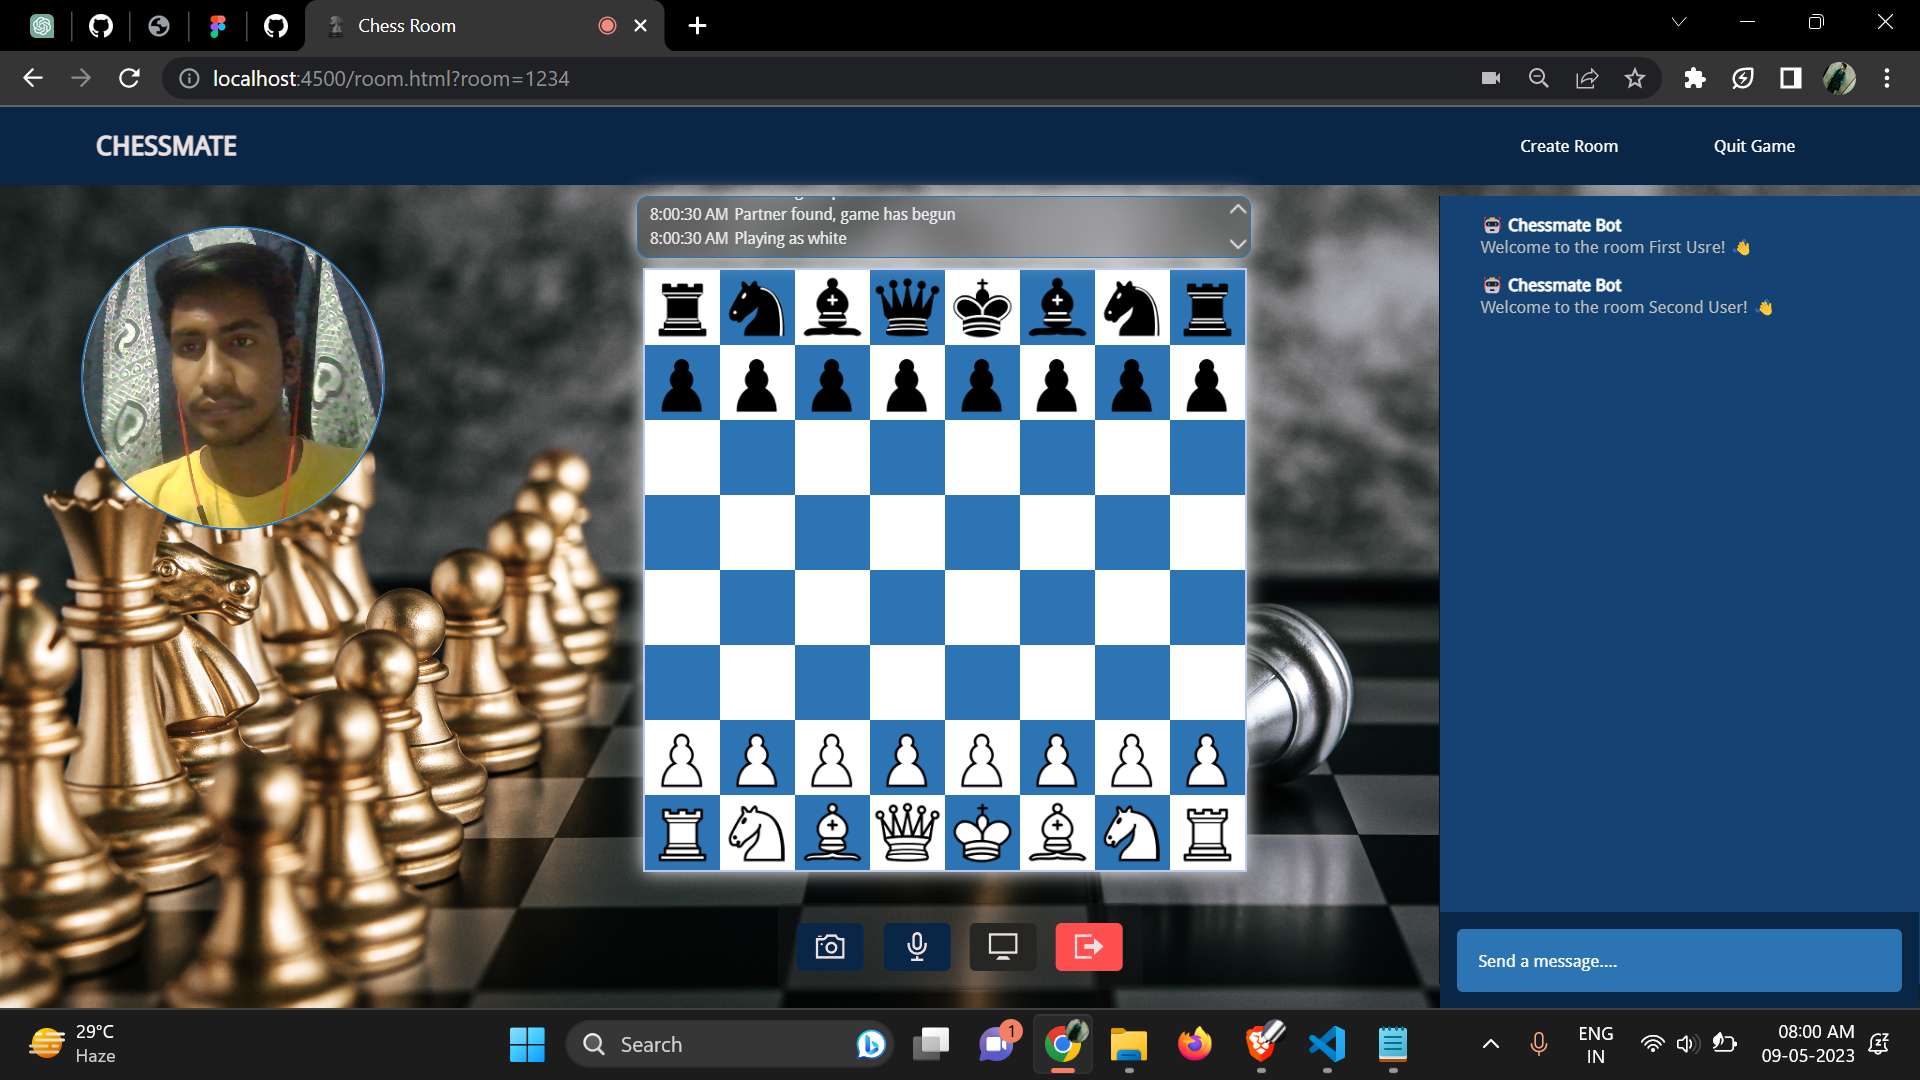 Chess Room
localhost:4500/room.html?room=1234
CHESSMATE
Create Room
Quit Game
8:00:30 AM Partner found, game has begun
8:00:30 AM Playing as white
Chessmate Bot
Welcome to the room First Usre! 👋
Chessmate Bot
Welcome to the room Second User! 👋
Send a message....
29°C
Haze
Search
1
ENG
IN
08:00 AM
09-05-2023